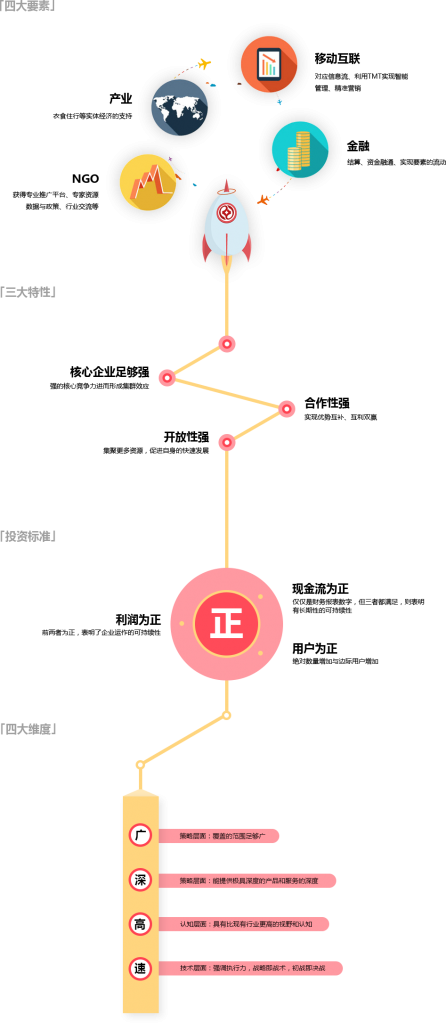 「四大要素」
移动互联
对应信息流、利用TMT实现智能
管理、精准营销
产业
衣食住行等实体经济的支持
金融
结算、资金融通、实现要素的流动
NGO
获得专业推广平台、专家资源
数据与政策、行业交流等
「三大特性」
核心企业足够强
强的核心竞争力进而形成集群效应
合作性强
实现优势互补、互利双赢
开放性强
集聚更多资源，促进自身的快速发展
「投资标准」
现金流为正
仅仅是财务报表数字，但三者都满足，则表明
有长期性的可持续性
利润为正
前两者为正，表明了企业运作的可持续性
正
用户为正
绝对数量增加与边际用户增加
「四大维度」
广
策略层面：覆盖的范围足够广
深
策略层面：能提供极具深度的产品和服务的深度
高
认知层面：具有比现有行业更高的视野和认知
速
技术层面：强调执行力，战略即战术，初战即决战